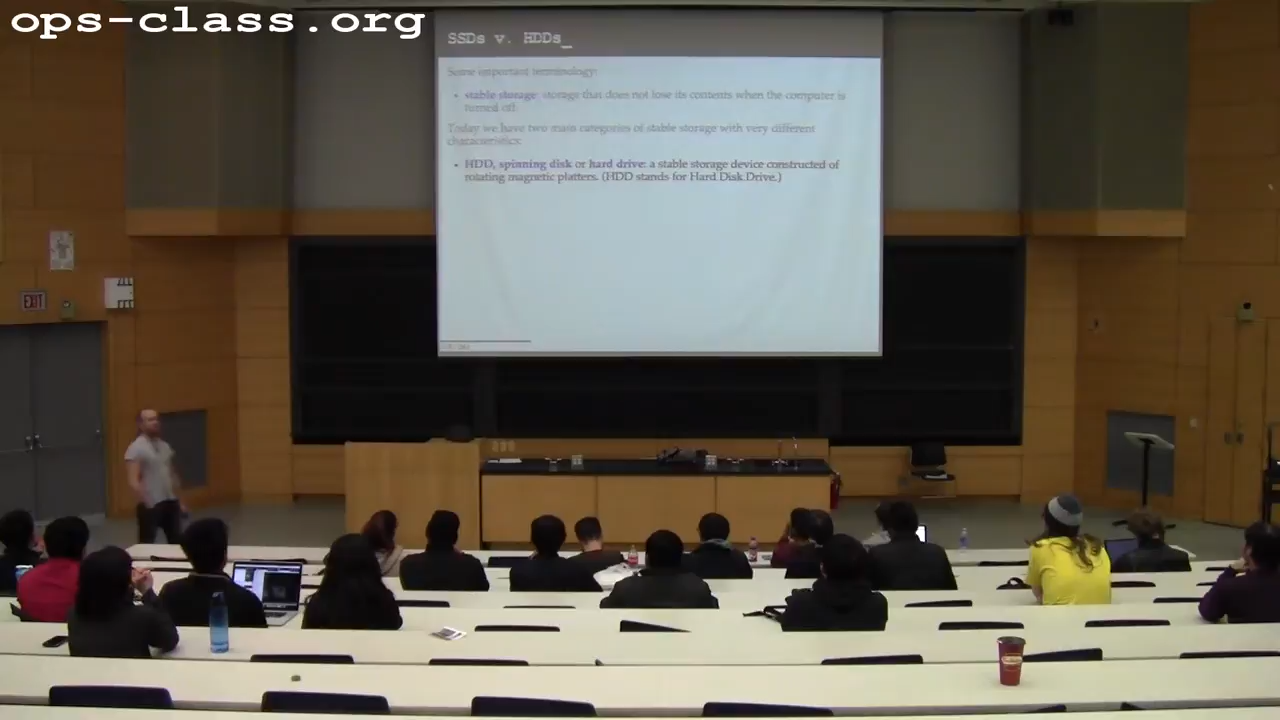 ops-class.org
SSDs v. HDDs_
Some important terminology:
• stable storage: storage that does not lose its contents when the computer is
turned off.
Today we have two main categories of stable storage with very different
characteristics:
• HDD, spinning disk or hard drive: a stable storage device constructed of
rotating magnetic platters. (HDD stands for Hard Disk Drive.)
EXIT